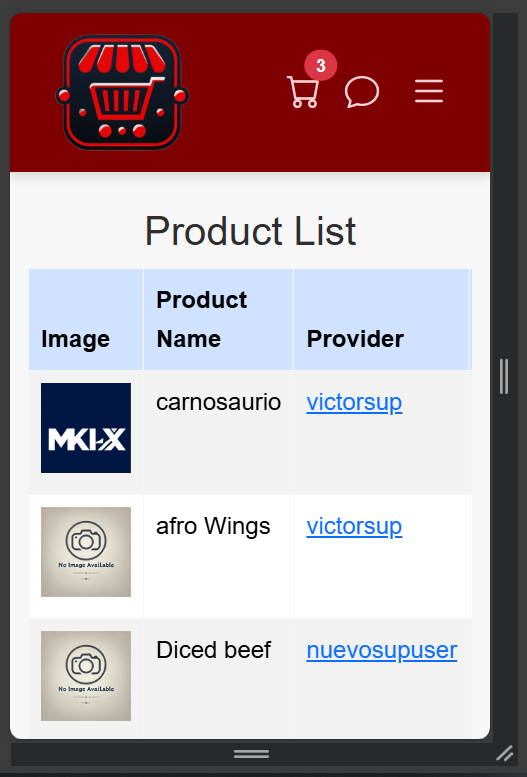 3
Product List
Image
Product
Name
Provider
MKHX
carnosaurio
victorsup
No Image Available
afro Wings
victorsup
No Image Available
Diced beef
nuevosupuser